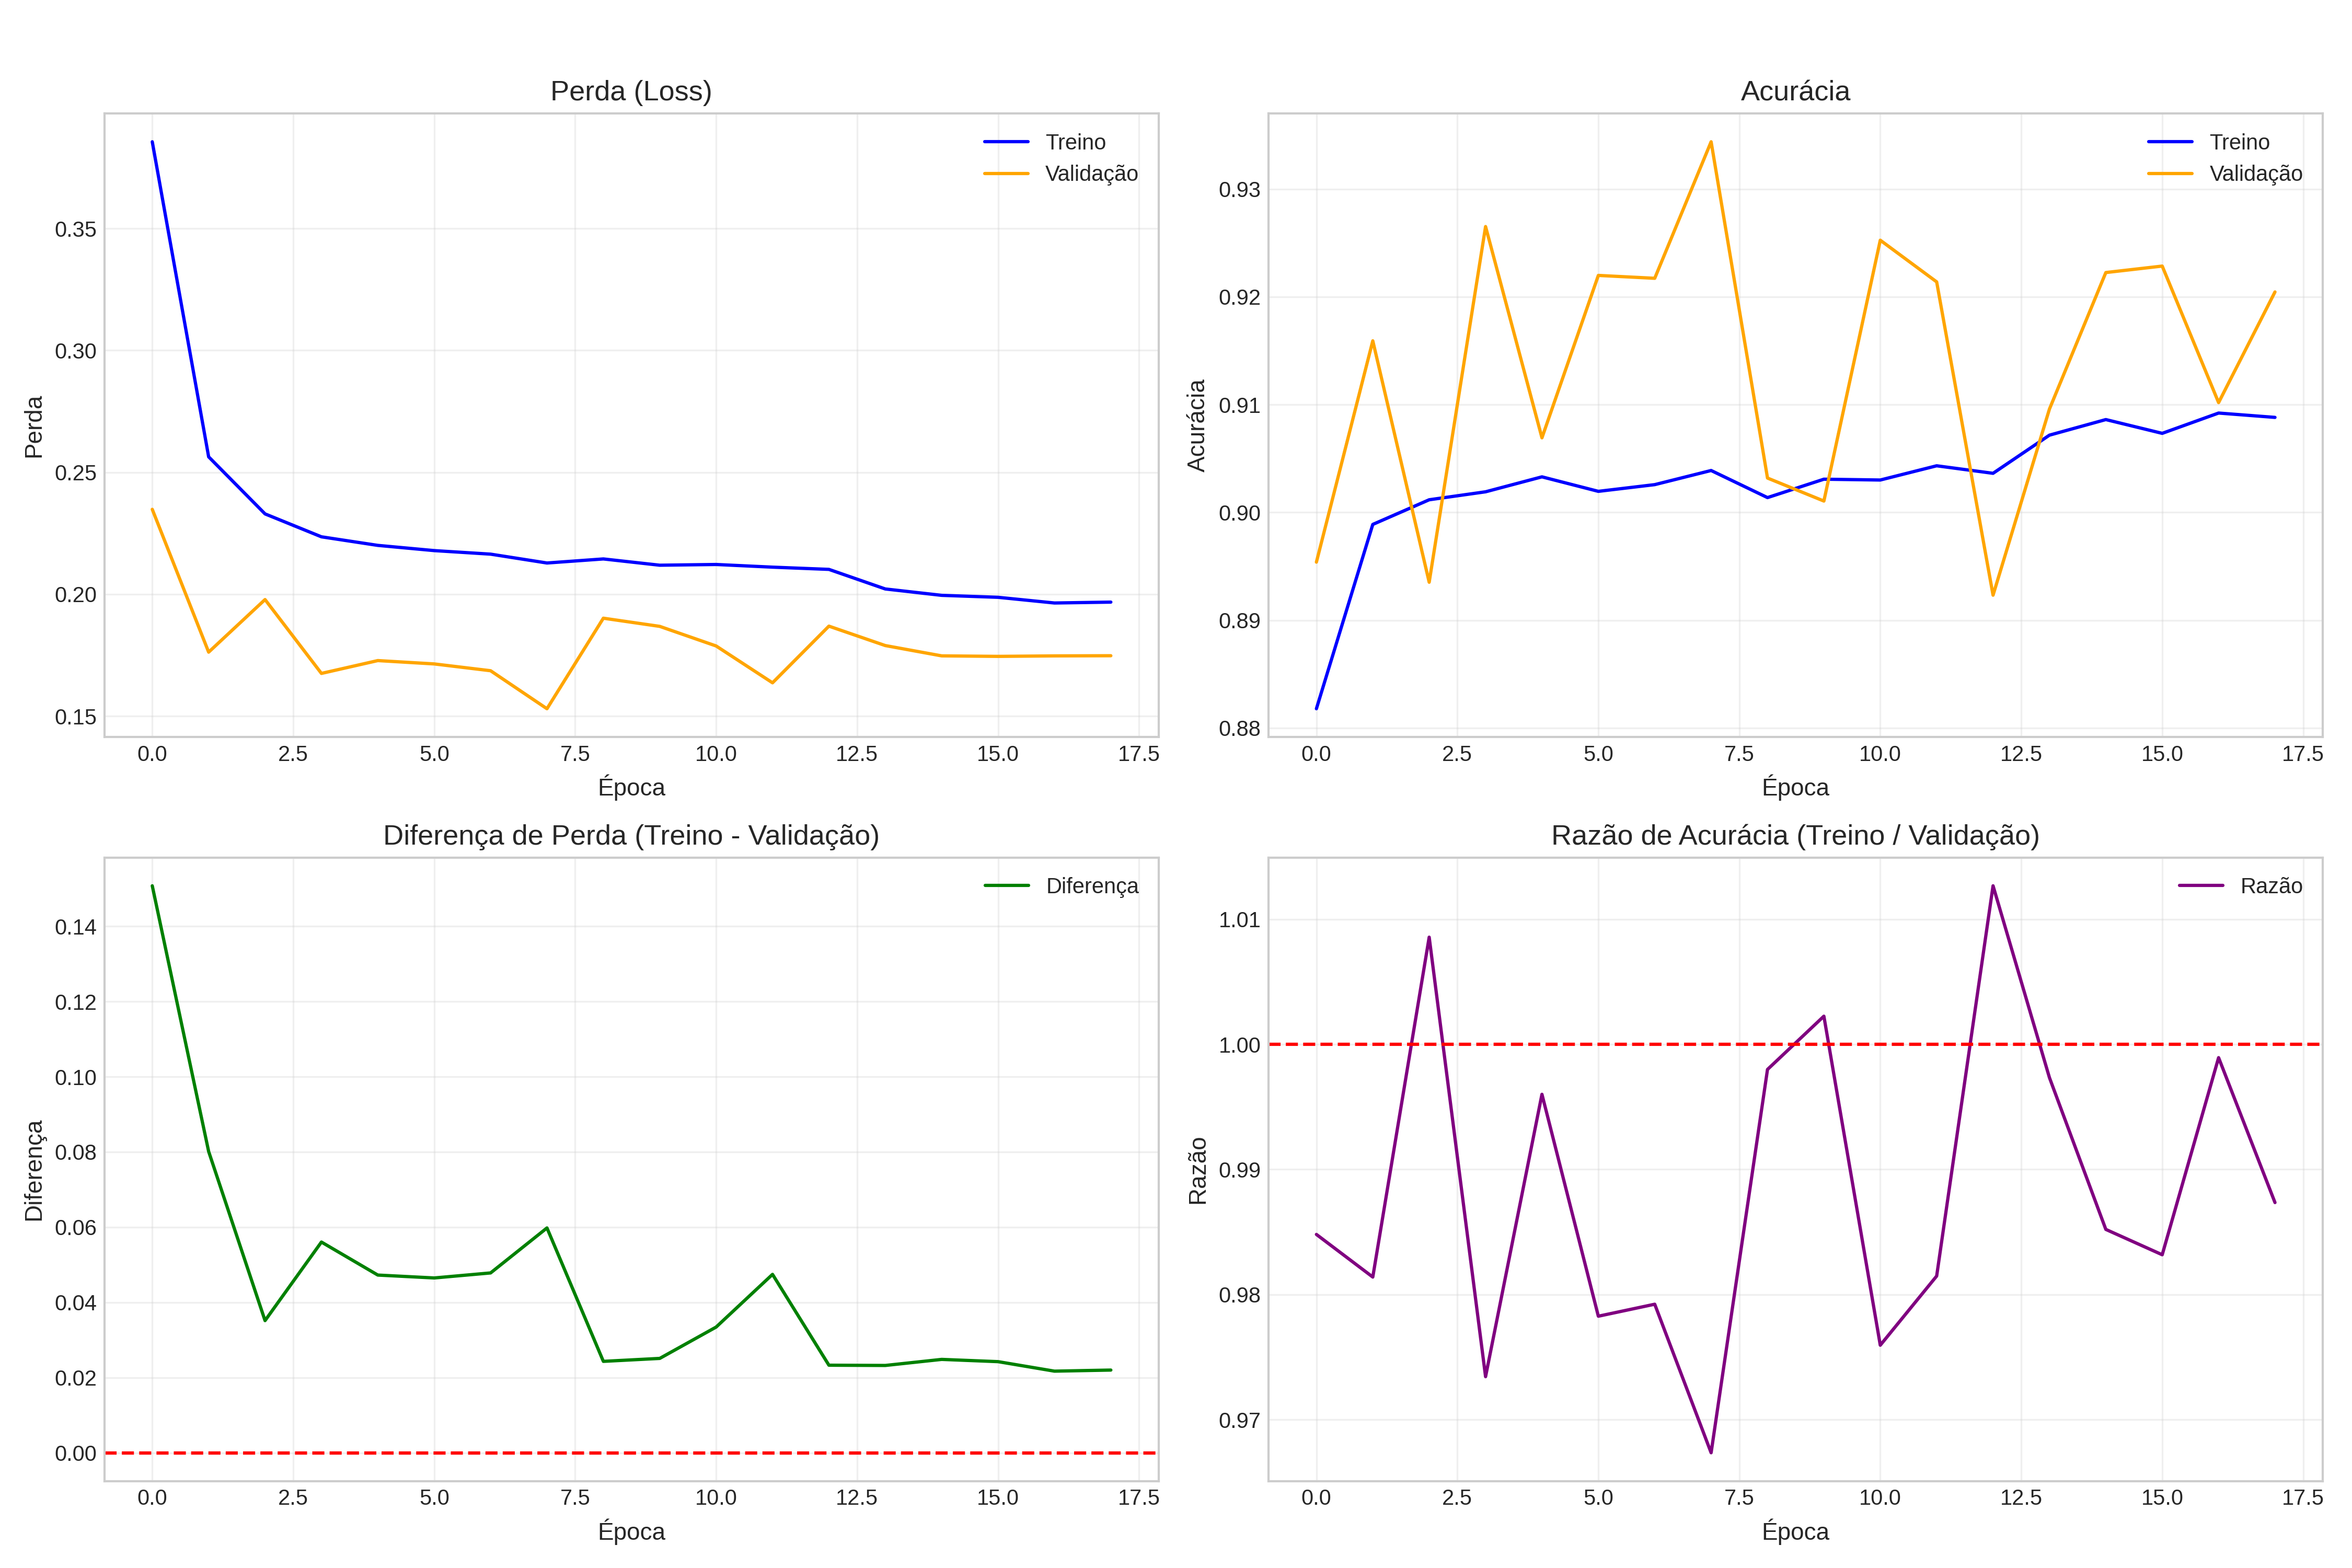 Perda (Loss)
Treino
Validação
0.35
0.30
0.25
0.20
0.15
Perda
0.0 2.5 5.0 7.5 10.0 12.5 15.0 17.5
Época
Acurácia
Treino
Validação
0.93
0.92
0.91
0.90
0.89
0.88
Acurácia
0.0 2.5 5.0 7.5 10.0 12.5 15.0 17.5
Época
Diferença de Perda (Treino - Validação)
Diferença
0.14
0.12
0.10
0.08
0.06
0.04
0.02
0.00
Diferença
0.0 2.5 5.0 7.5 10.0 12.5 15.0 17.5
Época
Razão de Acurácia (Treino / Validação)
Razão
1.01
1.00
0.99
0.98
0.97
Razão
0.0 2.5 5.0 7.5 10.0 12.5 15.0 17.5
Época